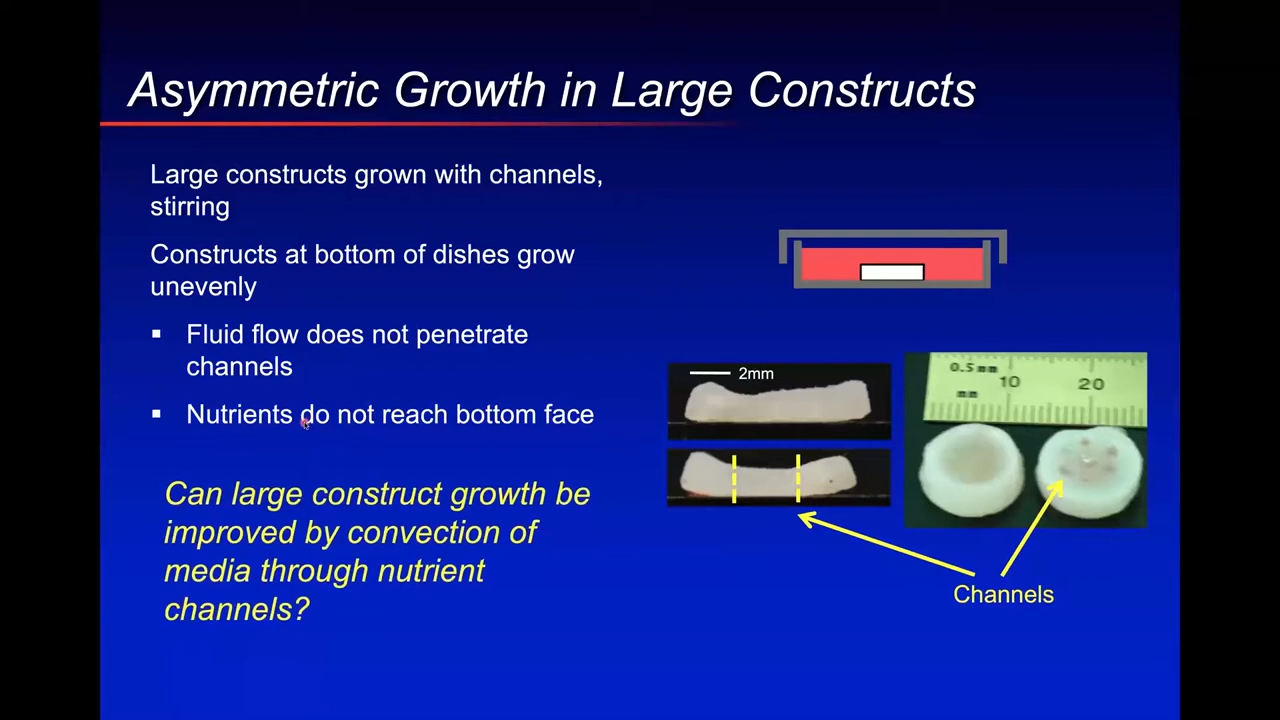 Asymmetric Growth in Large Constructs
Large constructs grown with channels,
stirring
Constructs at bottom of dishes grow
unevenly
▪ Fluid flow does not penetrate
channels
▪ Nutrients do not reach bottom face
Can large construct growth be
improved by convection of
media through nutrient
channels?
2mm
0.5 mm
mm 10 20
Channels